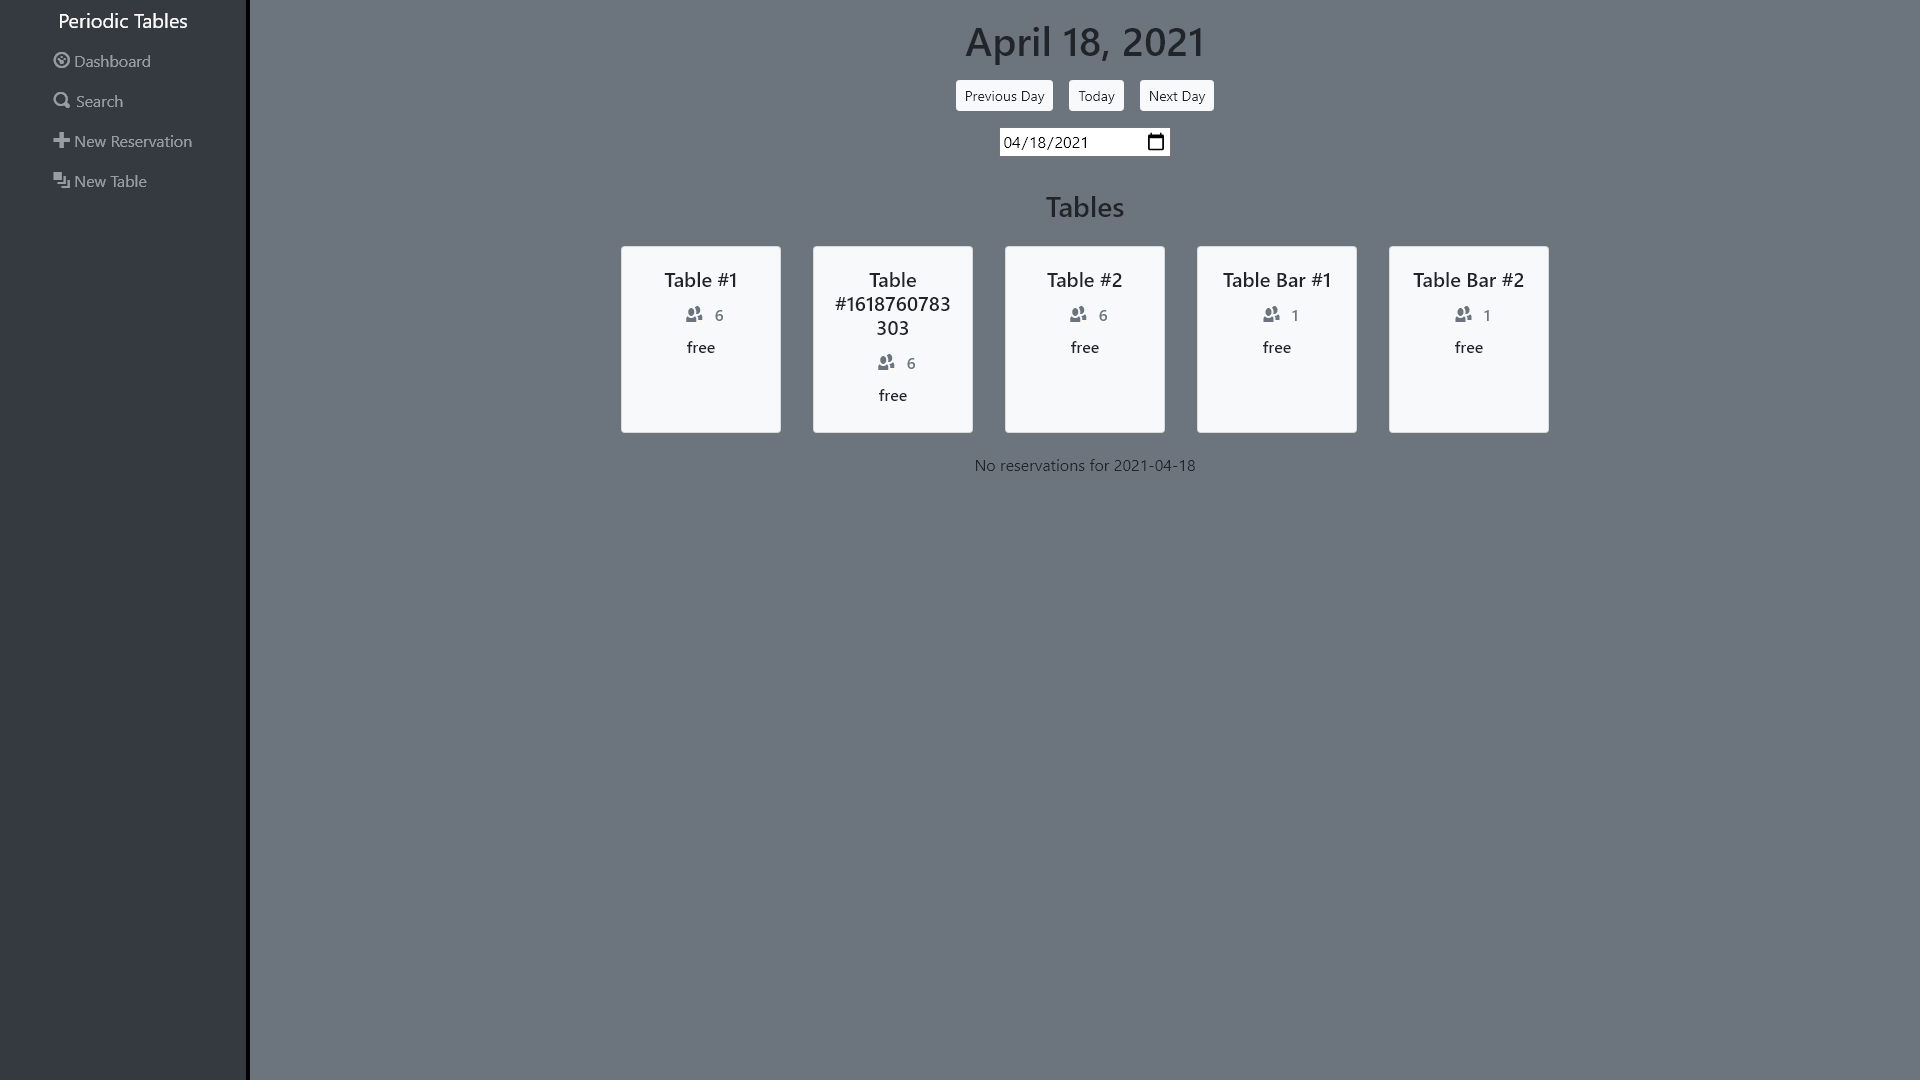 Periodic Tables
Dashboard
Search
New Reservation
New Table
April 18, 2021
Previous Day
Today
Next Day
04/18/2021
Tables
Table #1
6
free
Table
#1618760783
303
6
free
Table #2
6
free
Table Bar #1
1
free
Table Bar #2
1
free
No reservations for 2021-04-18